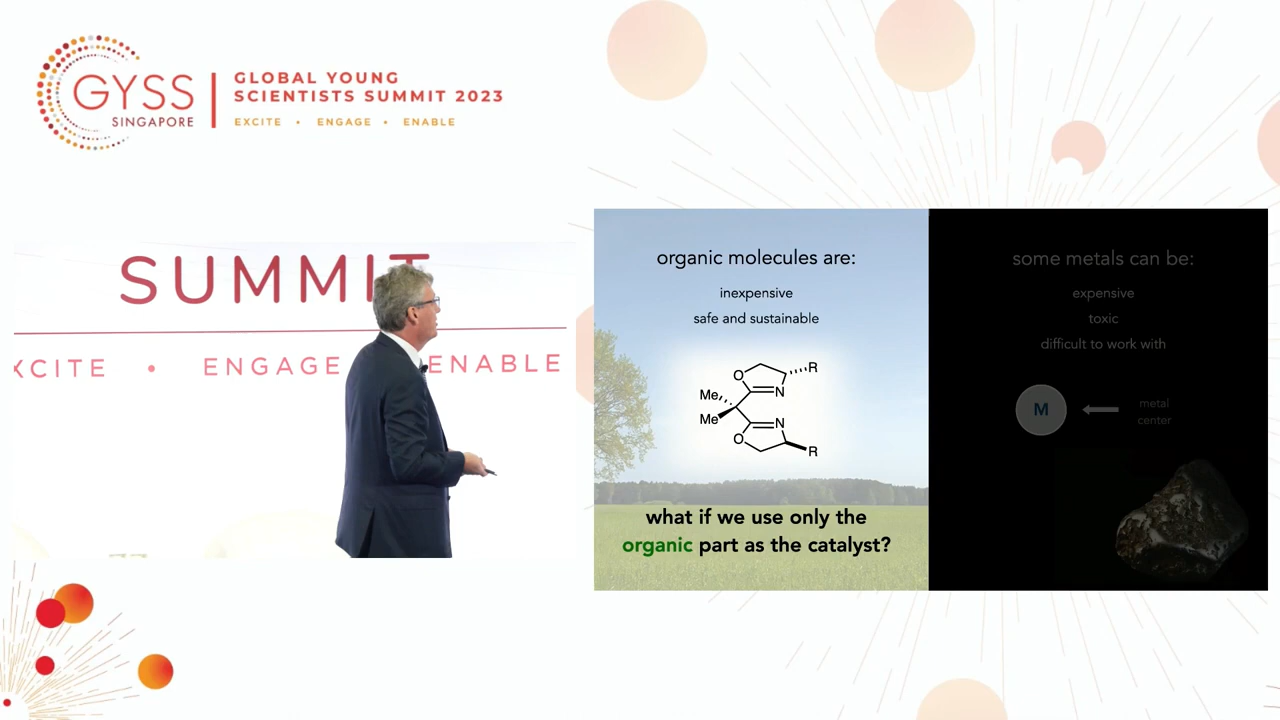 GYSS
SINGAPORE
GLOBAL YOUNG
SCIENTISTS SUMMIT 2023
EXCITE • ENGAGE • ENABLE
SUMMIT
XCITE • ENGAGE ENABLE
organic molecules are:
inexpensive
safe and sustainable
O
N
R
Me
Me
N
O
R
what if we use only the
organic part as the catalyst?
some metals can be:
expensive
toxic
difficult to work with
M
metal
center